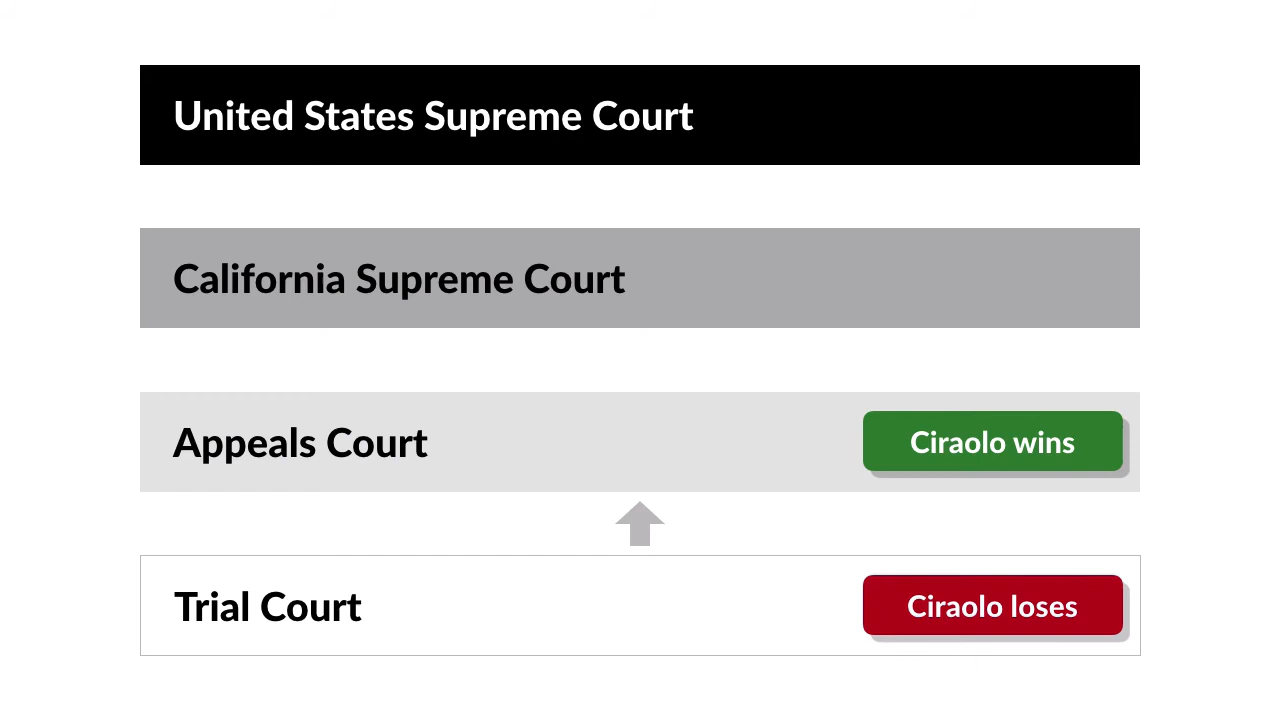 United States Supreme Court
California Supreme Court
Appeals Court
Ciraolo wins
Trial Court
Ciraolo loses